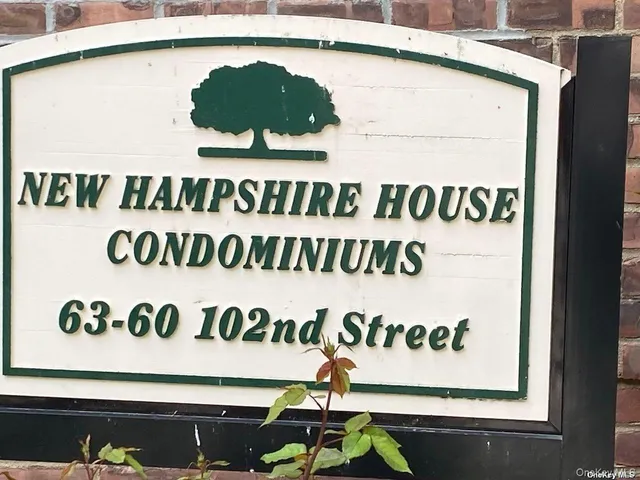 NEW HAMPSHIRE HOUSE
CONDOMINIUMS
63-60 102nd Street
OneKey MLS